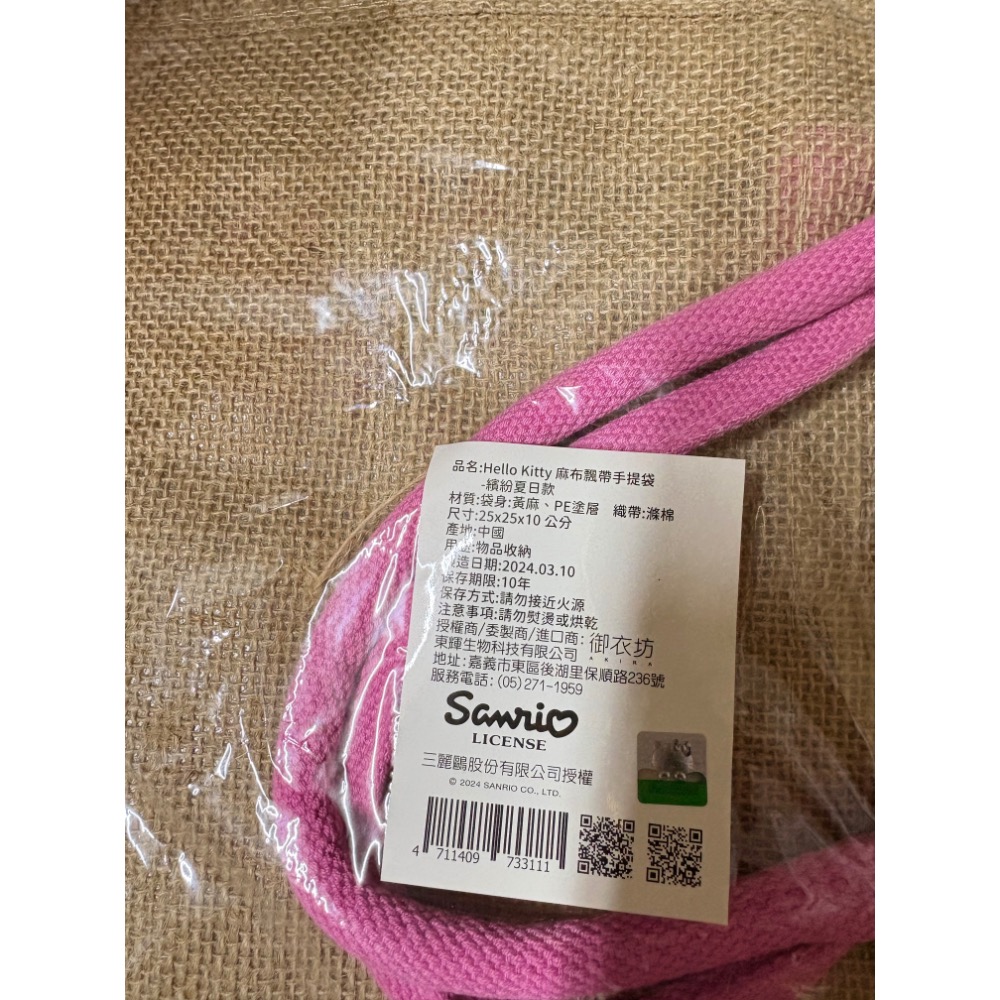 品名:Hello Kitty 麻布飄帶手提袋
-繽紛夏日款
材質:袋身:黃麻、PE塗層 織帶:滌棉
尺寸:25x25x10 公分
產地:中國
用途:物品收納
製造日期:2024.03.10
保存期限:10年
保存方式:請勿接近火源
注意事項:請勿熨燙或烘乾
授權商/委製商/進口商: 御衣坊
AKIRA
東輝生物科技有限公司
地址:嘉義市東區後湖里保順路236號
服務電話:(05)271-1959
Sanrio
LICENSE
三麗鷗股份有限公司授權
© 2024 SANRIO CO., LTD.
4 711409 733111